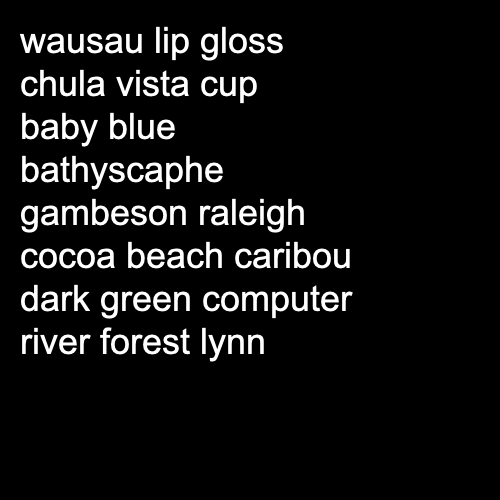 wausau lip gloss
chula vista cup
baby blue
bathyscaphe
gambeson raleigh
cocoa beach caribou
dark green computer
river forest lynn